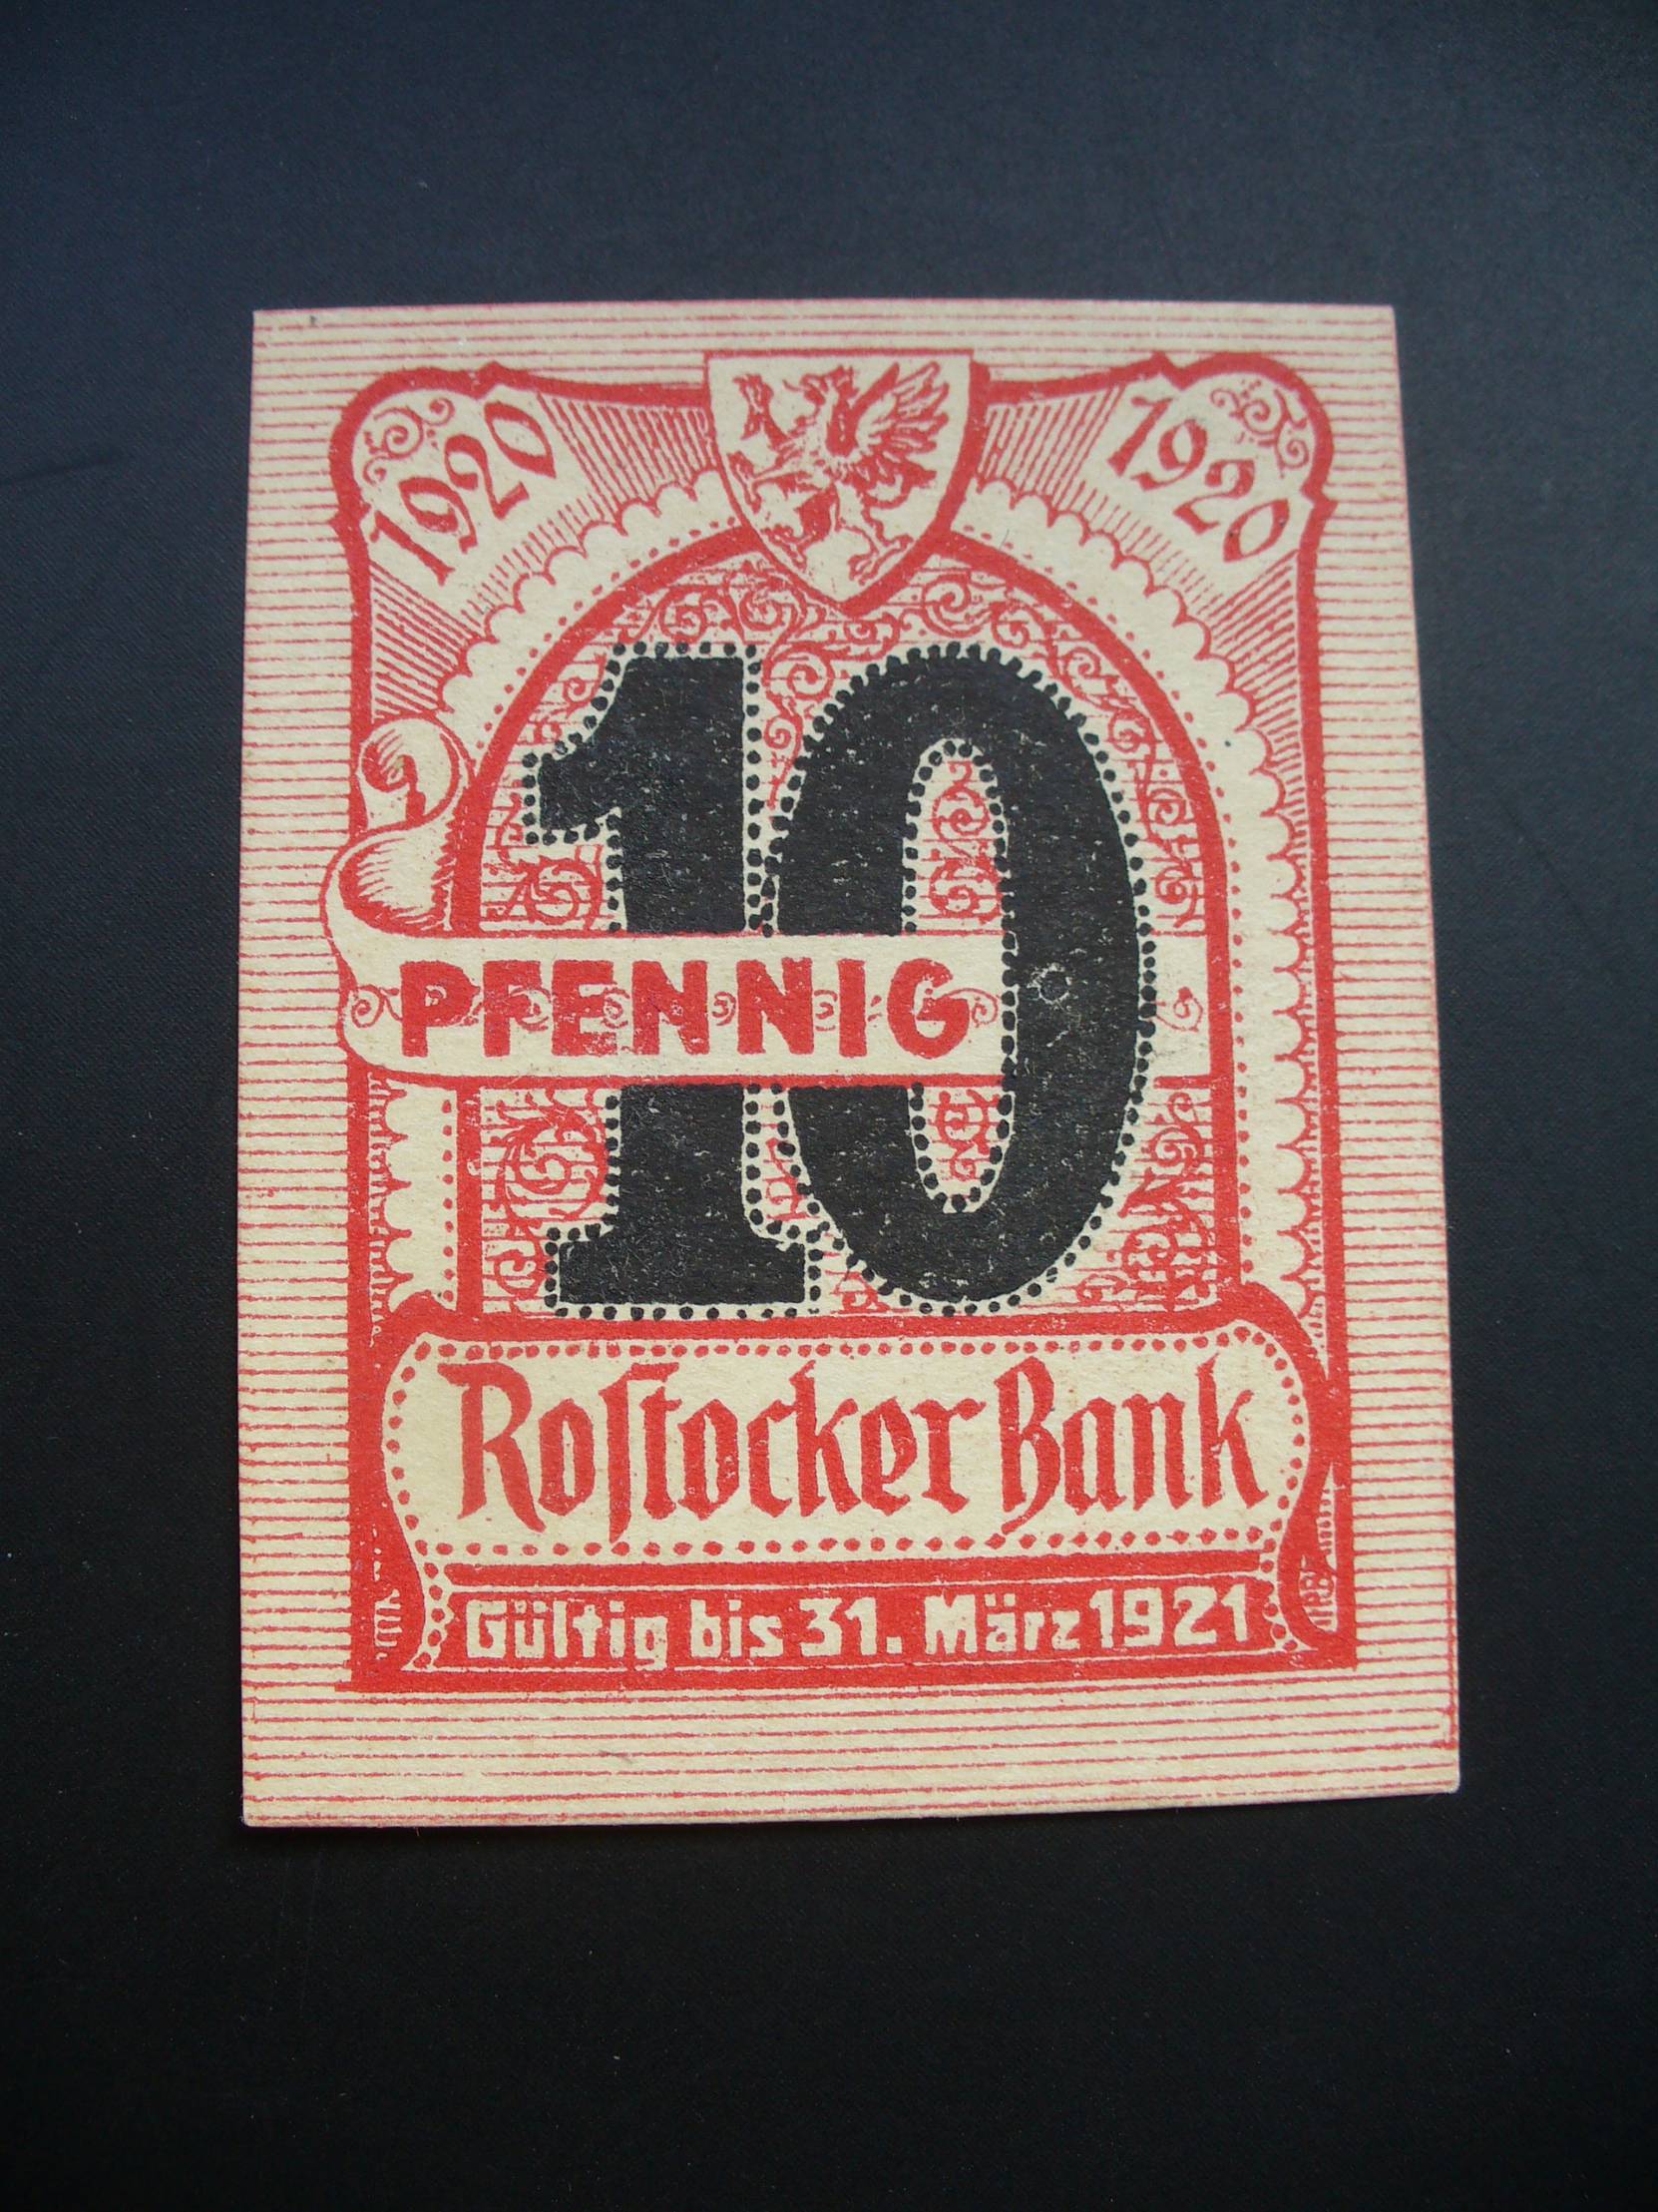 1920 1920
10
PFENNIG
Roſtocker Bank
Gültig bis 31. März 1921